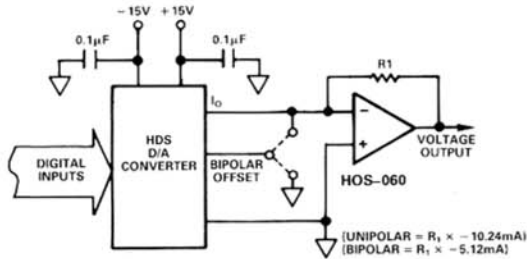 - 15V
+ 15V
0.1μF
0.1μF
R1
IO
HDS
D/A
CONVERTER
DIGITAL
INPUTS
BIPOLAR
OFFSET
−
+
VOLTAGE
OUTPUT
HOS–060
(UNIPOLAR = R1 × −10.24mA)
(BIPOLAR = R1 × −5.12mA)